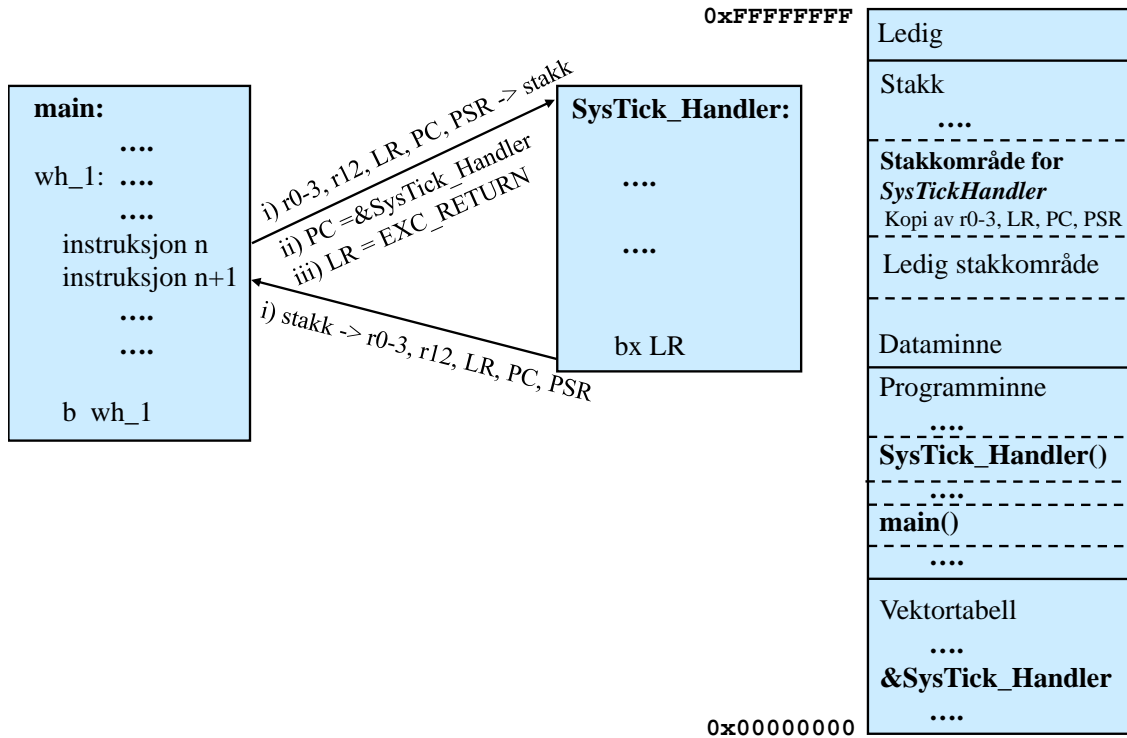 main:
....
wh_1: ....
....
instruksjon n
instruksjon n+1
....
....
b wh_1
i) r0-3, r12, LR, PC, PSR -> stakk
ii) PC =&SysTick_Handler
iii) LR = EXC_RETURN
i) stakk -> r0-3, r12, LR, PC, PSR
SysTick_Handler:
....
....
bx LR
0xFFFFFFFF
Ledig
Stakk
....
Stakkområde for
SysTickHandler
Kopi av r0-3, LR, PC, PSR
Ledig stakkområde
Dataminne
Programminne
....
SysTick_Handler()
....
main()
....
Vektortabell
....
&SysTick_Handler
....
0x00000000